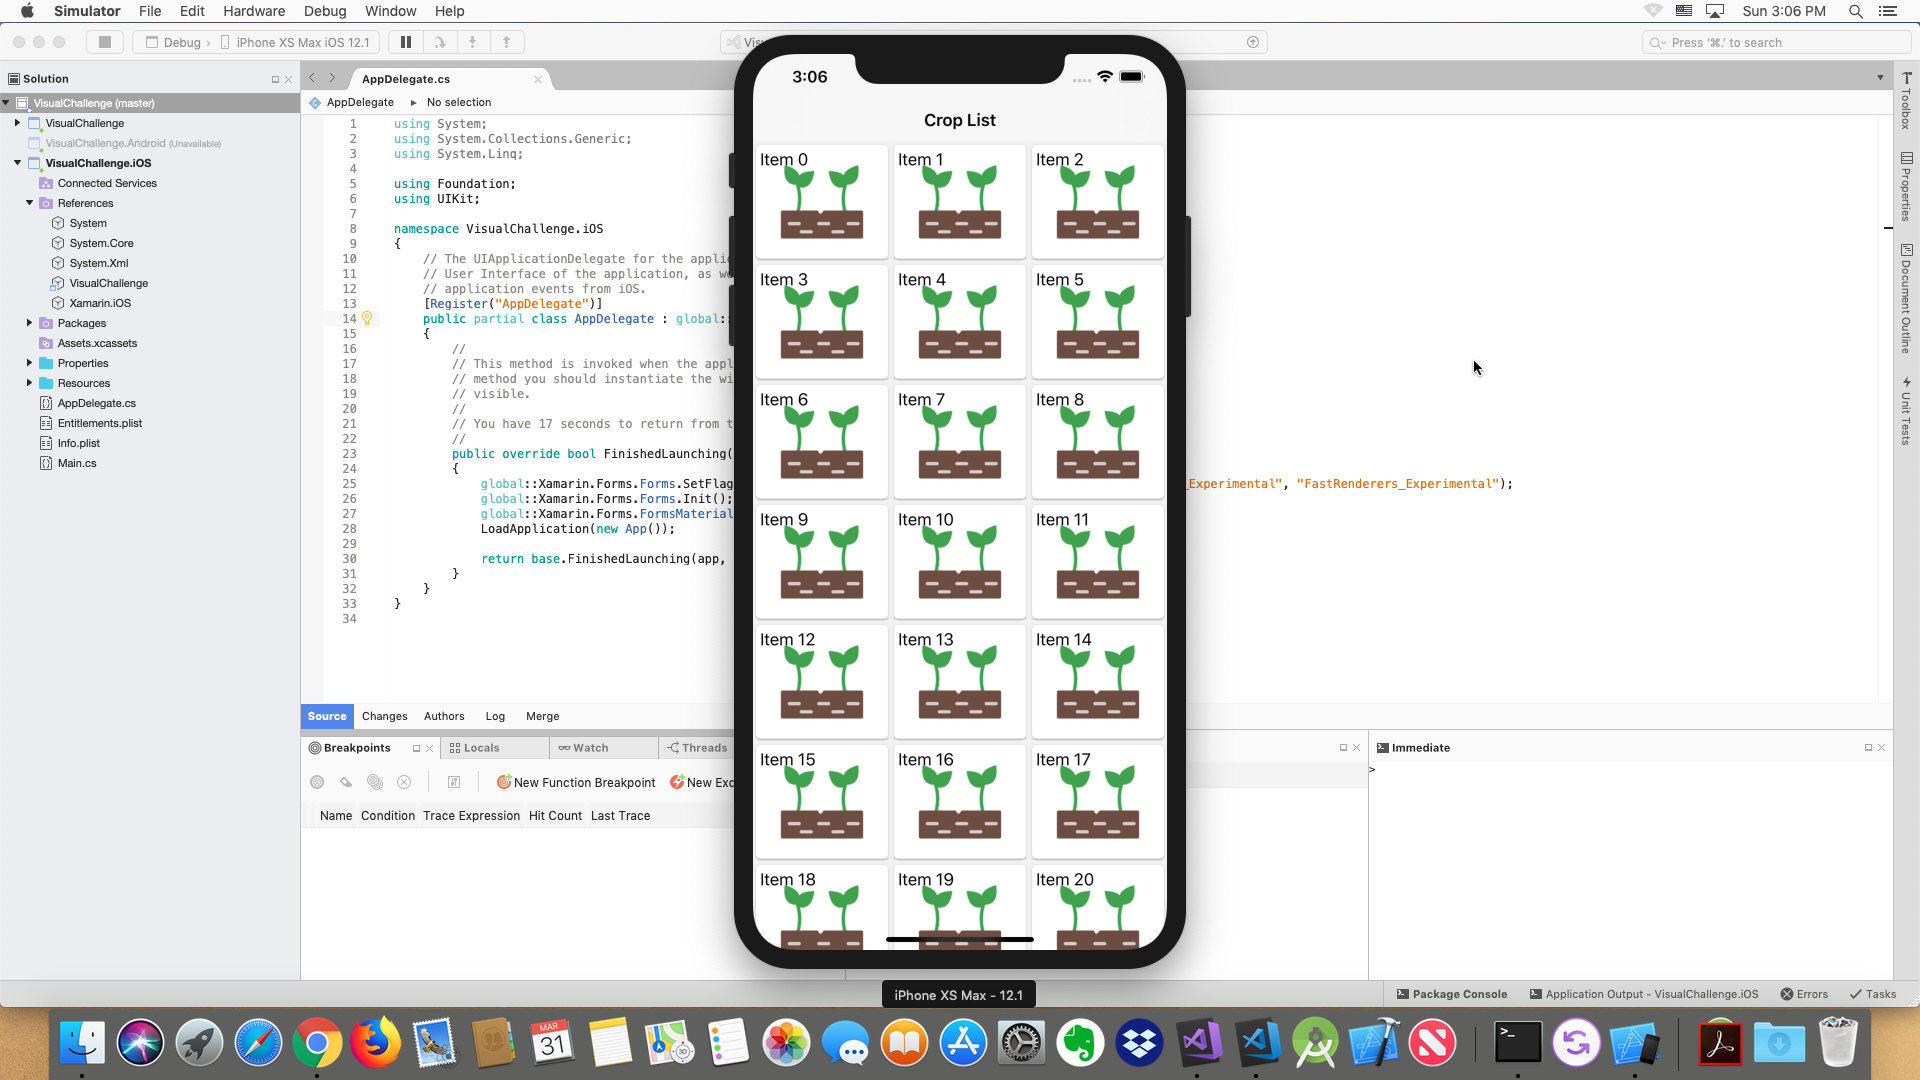 Simulator File Edit Hardware Debug Window Help
Sun 3:06 PM
Debug › iPhone XS Max iOS 12.1
Press '⌘.' to search
Solution
VisualChallenge (master)
VisualChallenge
VisualChallenge.Android (Unavailable)
VisualChallenge.iOS
Connected Services
References
System
System.Core
System.Xml
VisualChallenge
Xamarin.iOS
Packages
Assets.xcassets
Properties
Resources
AppDelegate.cs
Entitlements.plist
Info.plist
Main.cs
AppDelegate.cs
AppDelegate ▸ No selection
1 using System;
2 using System.Collections.Generic;
3 using System.Linq;
4
5 using Foundation;
6 using UIKit;
7
8 namespace VisualChallenge.iOS
9 {
10 // The UIApplicationDelegate for the applic
11 // User Interface of the application, as we
12 // application events from iOS.
13 [Register("AppDelegate")]
14 public partial class AppDelegate : global::
15 {
16 //
17 // This method is invoked when the appl
18 // method you should instantiate the wi
19 // visible.
20 //
21 // You have 17 seconds to return from t
22 //
23 public override bool FinishedLaunching(
24 {
25 global::Xamarin.Forms.Forms.SetFlag _Experimental", "FastRenderers_Experimental");
26 global::Xamarin.Forms.Forms.Init();
27 global::Xamarin.Forms.FormsMaterial
28 LoadApplication(new App());
29
30 return base.FinishedLaunching(app,
31 }
32 }
33 }
34
Source Changes Authors Log Merge
Breakpoints Locals Watch Threads
New Function Breakpoint New Exc
Name Condition Trace Expression Hit Count Last Trace
3:06
Crop List
Item 0 Item 1 Item 2
Item 3 Item 4 Item 5
Item 6 Item 7 Item 8
Item 9 Item 10 Item 11
Item 12 Item 13 Item 14
Item 15 Item 16 Item 17
Item 18 Item 19 Item 20
iPhone XS Max - 12.1
Immediate
>
Toolbox
Properties
Document Outline
Unit Tests
Package Console Application Output - VisualChallenge.iOS Errors Tasks
MAR
31
3D